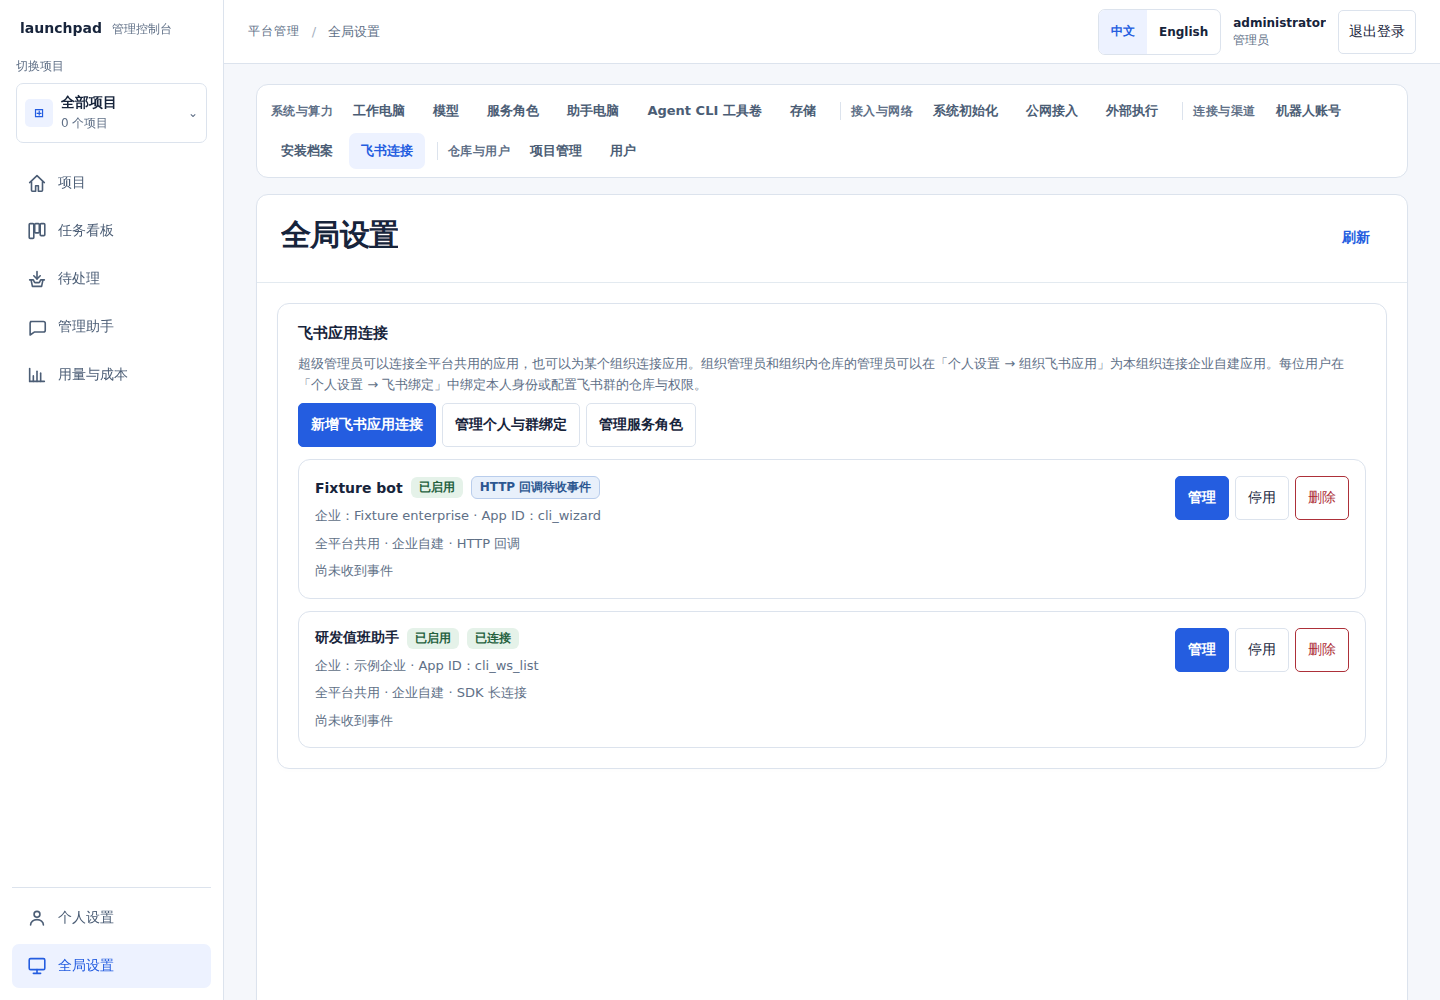 launchpad 管理控制台
切换项目
全部项目
0 个项目
项目
任务看板
待处理
管理助手
用量与成本
个人设置
全局设置
平台管理 / 全局设置
中文 English
administrator
管理员
退出登录
系统与算力 工作电脑 模型 服务角色 助手电脑 Agent CLI 工具卷 存储 接入与网络 系统初始化 公网接入 外部执行 连接与渠道 机器人账号
安装档案 飞书连接 仓库与用户 项目管理 用户
全局设置
刷新
飞书应用连接
超级管理员可以连接全平台共用的应用，也可以为某个组织连接应用。组织管理员和组织内仓库的管理员可以在「个人设置 → 组织飞书应用」为本组织连接企业自建应用。每位用户在
「个人设置 → 飞书绑定」中绑定本人身份或配置飞书群的仓库与权限。
新增飞书应用连接 管理个人与群绑定 管理服务角色
Fixture bot 已启用 HTTP 回调待收事件
管理 停用 删除
企业：Fixture enterprise · App ID：cli_wizard
全平台共用 · 企业自建 · HTTP 回调
尚未收到事件
研发值班助手 已启用 已连接
管理 停用 删除
企业：示例企业 · App ID：cli_ws_list
全平台共用 · 企业自建 · SDK 长连接
尚未收到事件